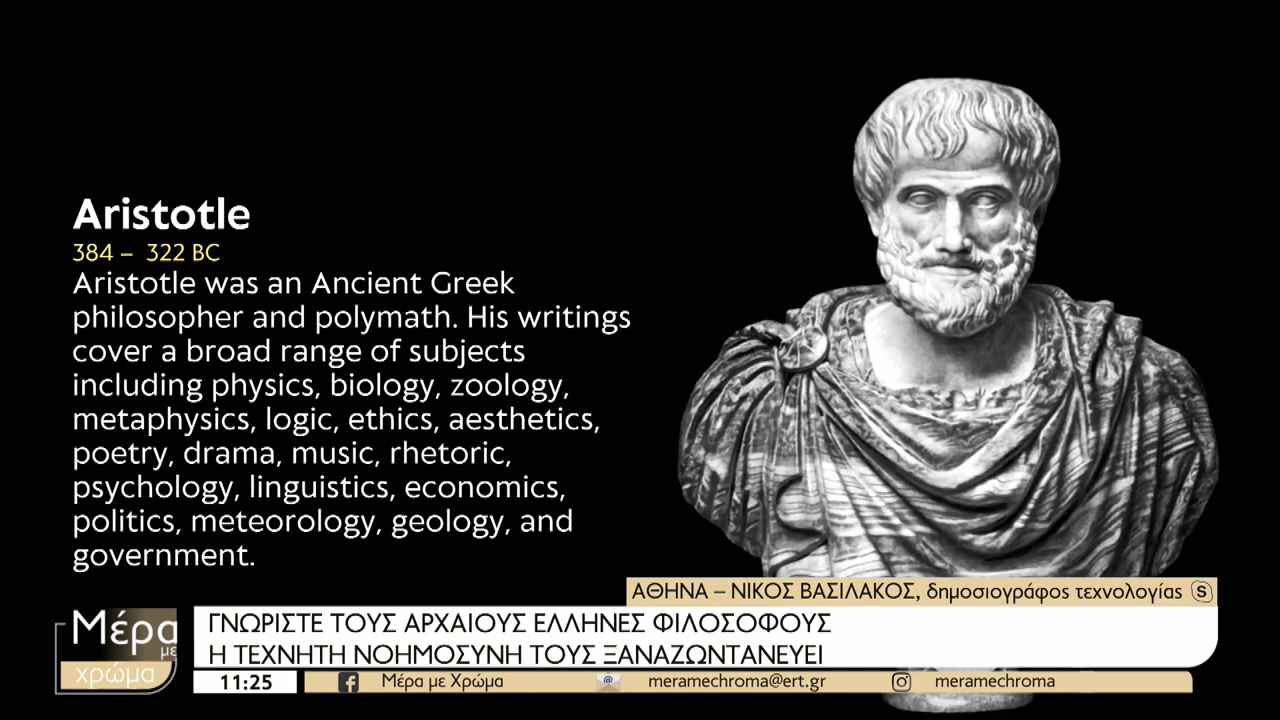 Aristotle
384 – 322 BC
Aristotle was an Ancient Greek
philosopher and polymath. His writings
cover a broad range of subjects
including physics, biology, zoology,
metaphysics, logic, ethics, aesthetics,
poetry, drama, music, rhetoric,
psychology, linguistics, economics,
politics, meteorology, geology, and
government.
ΑΘΗΝΑ – ΝΙΚΟΣ ΒΑΣΙΛΑΚΟΣ, δημοσιογράφος τεχνολογίας
Μέρα
με
χρώμα
ΓΝΩΡΙΣΤΕ ΤΟΥΣ ΑΡΧΑΙΟΥΣ ΕΛΛΗΝΕΣ ΦΙΛΟΣΟΦΟΥΣ
Η ΤΕΧΝΗΤΗ ΝΟΗΜΟΣΥΝΗ ΤΟΥΣ ΞΑΝΑΖΩΝΤΑΝΕΥΕΙ
11:25 Μέρα με Χρώμα meramechroma@ert.gr meramechroma